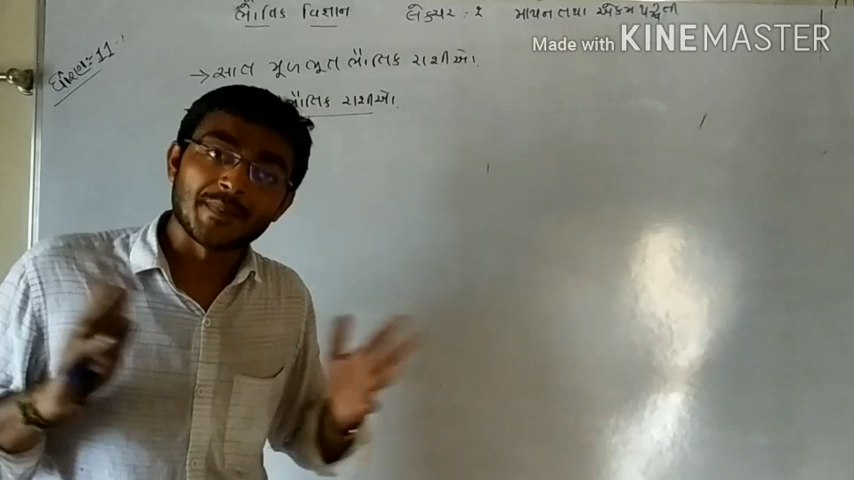 ભૌતિક વિજ્ઞાન લેક્ચર : ૨ માપન તથા એકમ પદ્ધતી
Made with KINEMASTER
ધોરણ :- 11
→ સાત મૂળભૂત ભૌતિક રાશીઓ.
ભૌતિક રાશીઓ.